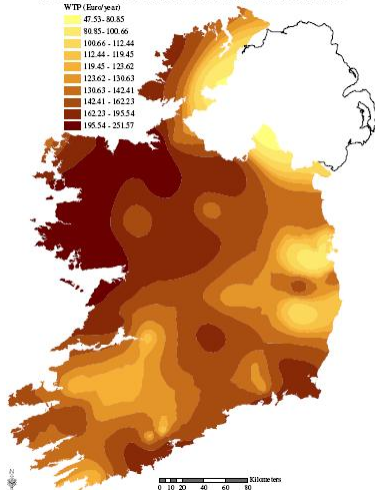 WTP (Euro/year)
47.53 - 80.85
80.85 - 100.66
100.66 - 112.44
112.44 - 119.45
119.45 - 123.62
123.62 - 130.63
130.63 - 142.41
142.41 - 162.23
162.23 - 195.54
195.54 - 251.57
Kilometers
0 10 20 40 60 80